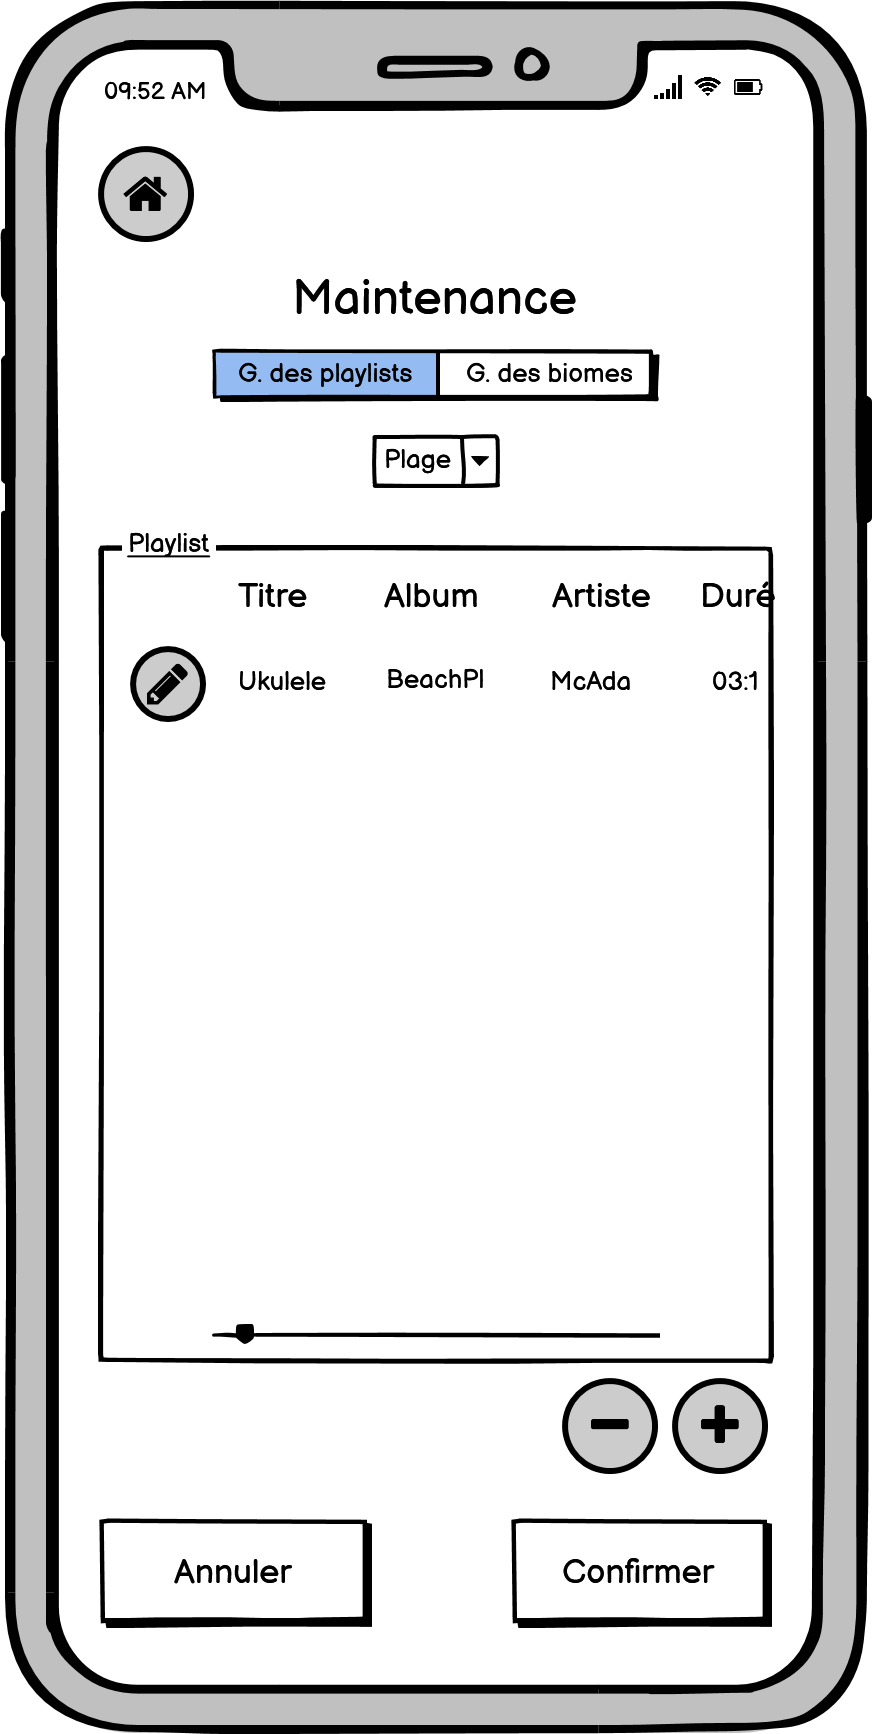 09:52 AM
Maintenance
G. des playlists G. des biomes
Plage
Playlist
Titre Album Artiste Duré
Ukulele BeachPl McAda 03:1
Annuler Confirmer